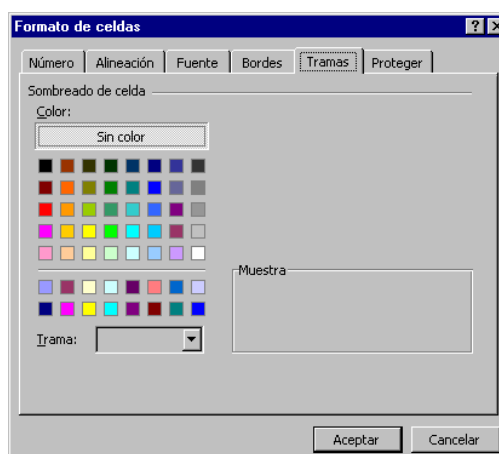 Formato de celdas
Número Alineación Fuente Bordes Tramas Proteger
Sombreado de celda
Color:
Sin color
Muestra
Trama:
Aceptar Cancelar